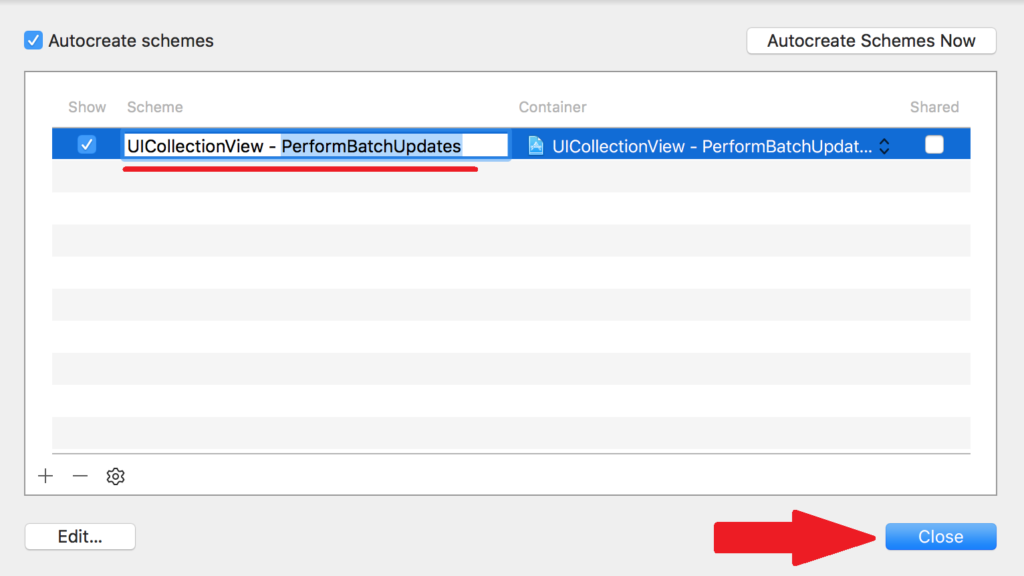 Autocreate schemes
Autocreate Schemes Now
Show Scheme Container Shared
UICollectionView - PerformBatchUpdates UICollectionView - PerformBatchUpdat...
Edit...
Close